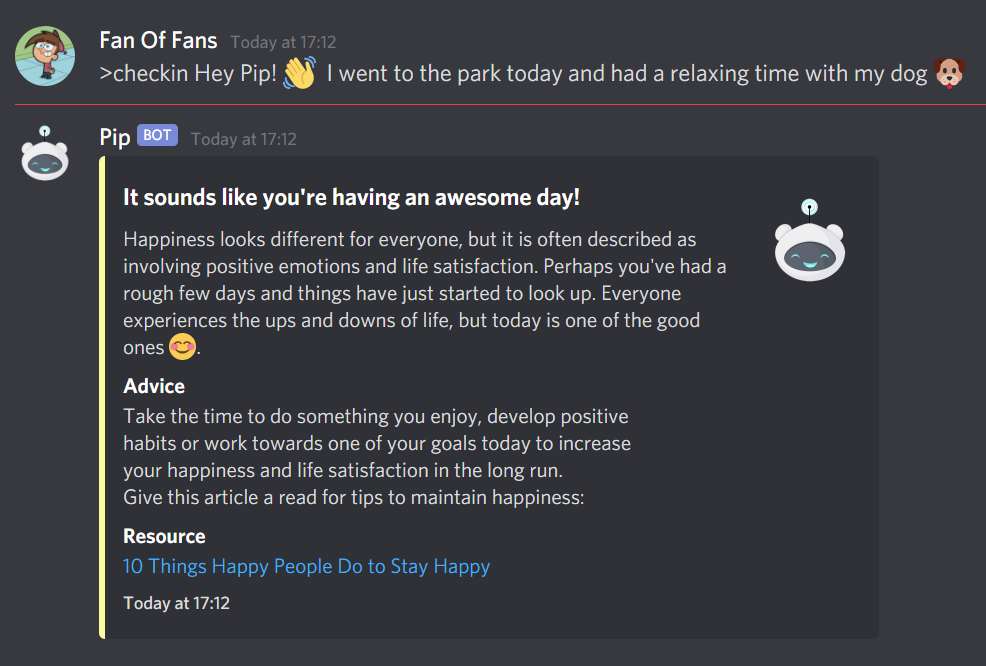 Fan Of Fans Today at 17:12
>checkin Hey Pip! 👋 I went to the park today and had a relaxing time with my dog 🐶
Pip BOT Today at 17:12
It sounds like you're having an awesome day!
Happiness looks different for everyone, but it is often described as
involving positive emotions and life satisfaction. Perhaps you've had a
rough few days and things have just started to look up. Everyone
experiences the ups and downs of life, but today is one of the good
ones 😊.
Advice
Take the time to do something you enjoy, develop positive
habits or work towards one of your goals today to increase
your happiness and life satisfaction in the long run.
Give this article a read for tips to maintain happiness:
Resource
10 Things Happy People Do to Stay Happy
Today at 17:12